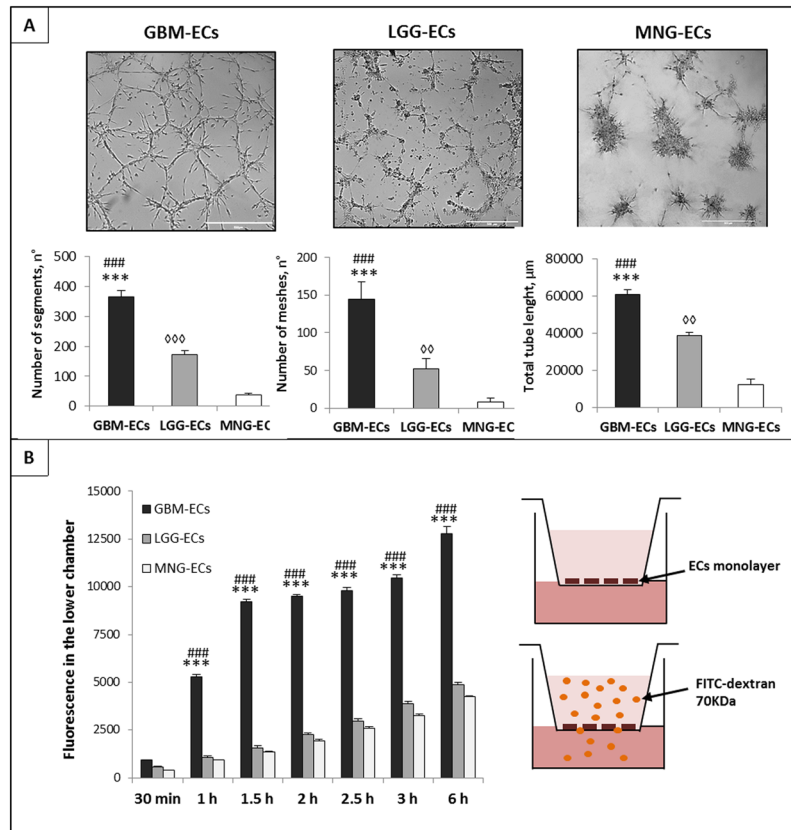 A
GBM-ECs
LGG-ECs
MNG-ECs
Number of segments, n°
500
400
300
200
100
0
###
***
◊◊◊
GBM-ECs LGG-ECs MNG-EC
Number of meshes, n°
200
150
100
50
0
###
***
◊◊
GBM-ECs LGG-ECs MNG-EC
Total tube lenght, µm
80000
60000
40000
20000
0
###
***
◊◊
GBM-ECs LGG-ECs MNG-ECs
B
Fluorescence in the lower chamber
15000
12500
10000
7500
5000
2500
0
GBM-ECs
LGG-ECs
MNG-ECs
###
***
###
***
###
***
###
***
###
***
###
***
30 min 1 h 1.5 h 2 h 2.5 h 3 h 6 h
ECs monolayer
FITC-dextran
70KDa